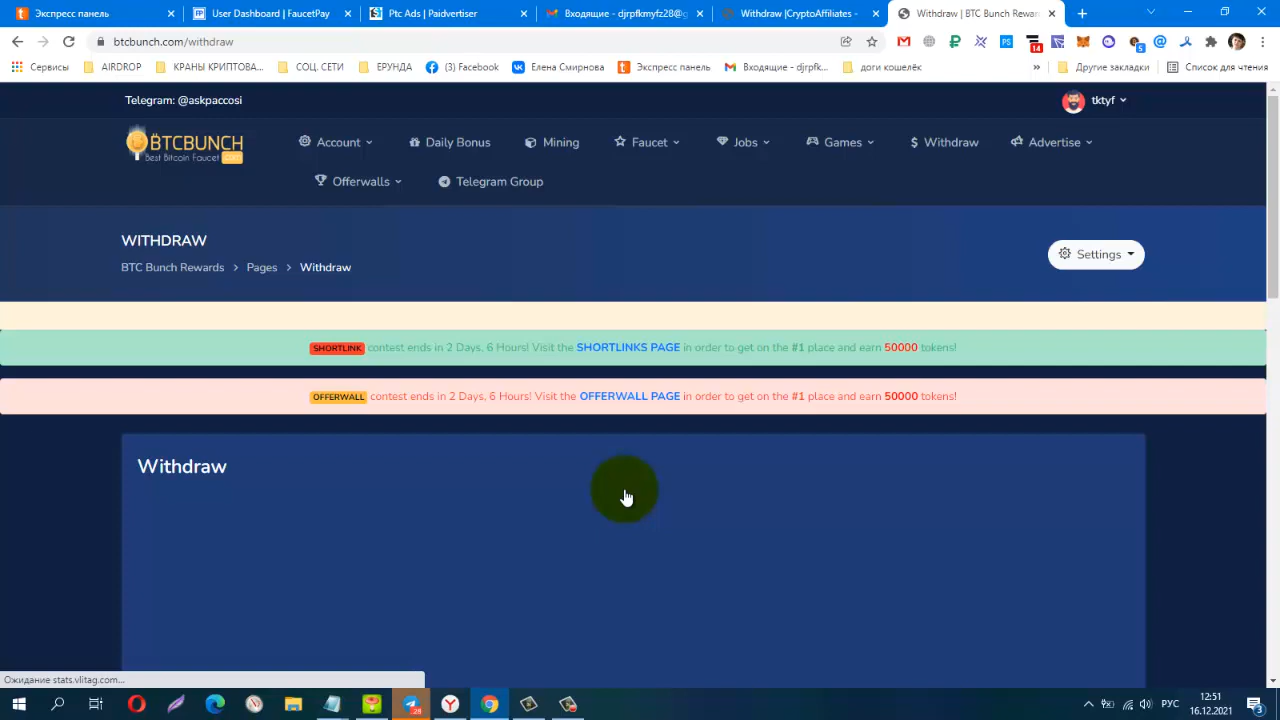 Экспресс панель
User Dashboard | FaucetPay
Ptc Ads | Paidvertiser
Входящие - djrpfkmyfz28@g
Withdraw |CryptoAffiliates -
Withdraw | BTC Bunch Rewar
btcbunch.com/withdraw
14
5
Сервисы
AIRDROP
КРАНЫ КРИПТОВА...
СОЦ. СЕТИ
ЕРУНДА
(3) Facebook
Елена Смирнова
Экспресс панель
Входящие - djrpfk...
доги кошелёк
»
Другие закладки
Список для чтения
Telegram: @askpaccosi
tktyf
BTCBUNCH
Best Bitcoin Faucet
Account
Daily Bonus
Mining
Faucet
Jobs
Games
$ Withdraw
Advertise
Offerwalls
Telegram Group
WITHDRAW
BTC Bunch Rewards > Pages > Withdraw
Settings
SHORTLINK contest ends in 2 Days, 6 Hours! Visit the SHORTLINKS PAGE in order to get on the #1 place and earn 50000 tokens!
OFFERWALL contest ends in 2 Days, 6 Hours! Visit the OFFERWALL PAGE in order to get on the #1 place and earn 50000 tokens!
Withdraw
Ожидание stats.vlitag.com...
28
РУС
12:51
16.12.2021
3